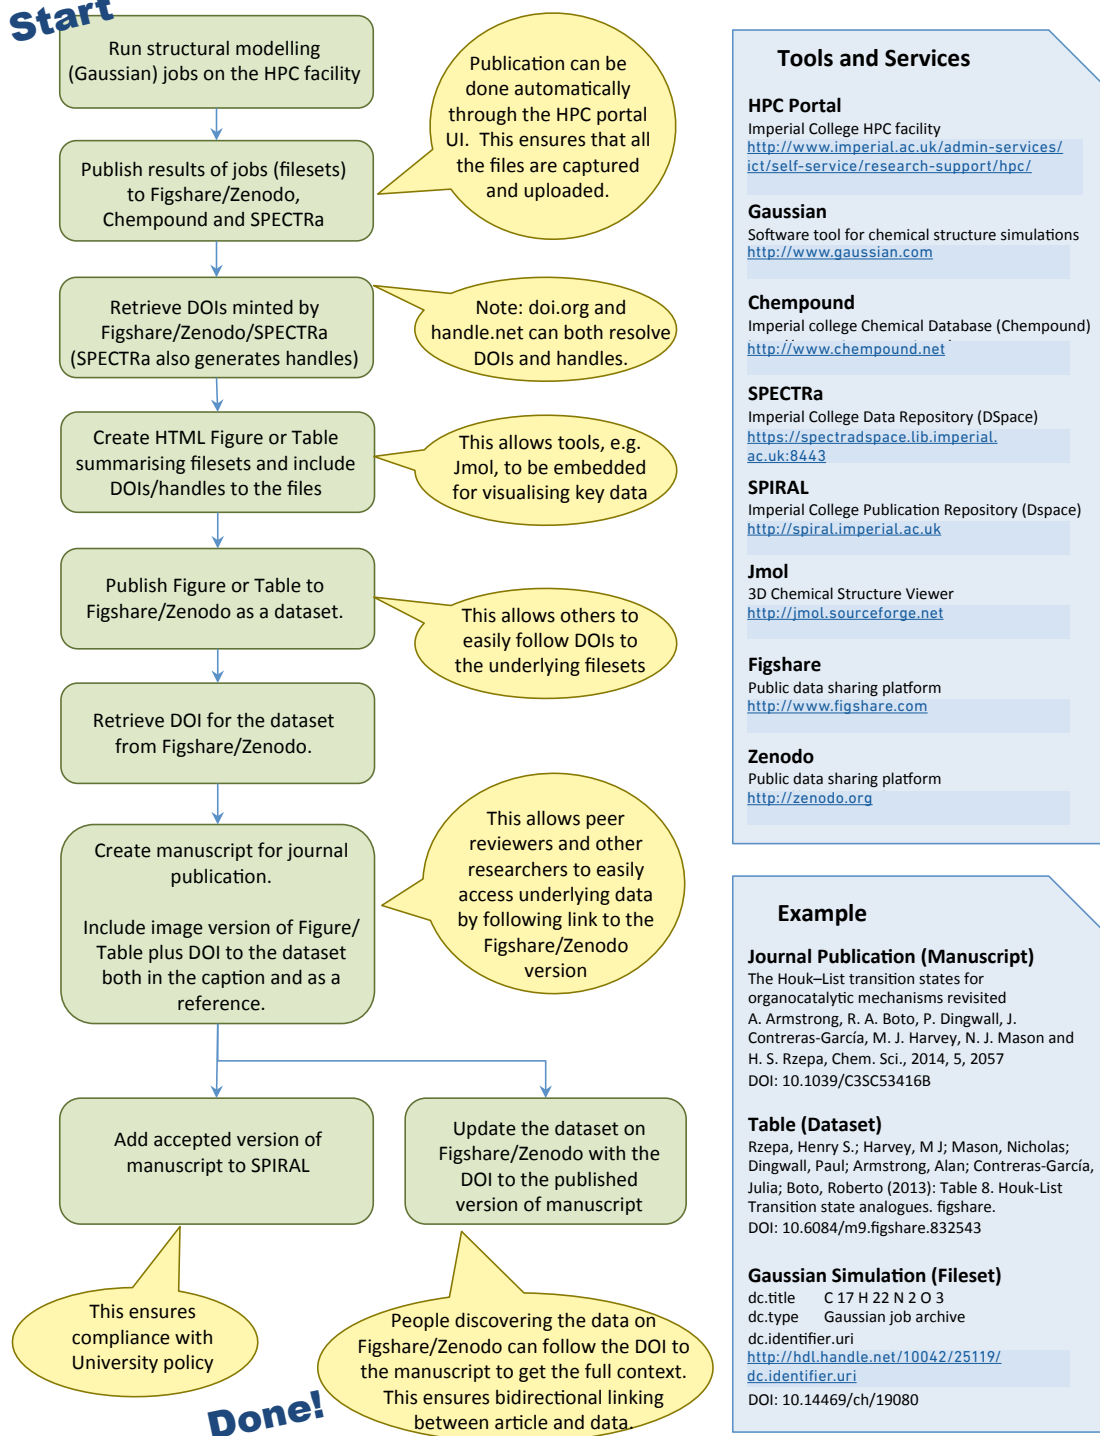 Start
Run structural modelling
(Gaussian) jobs on the HPC facility
Publication can be
done automatically
through the HPC portal
UI. This ensures that all
the files are captured
and uploaded.
Publish results of jobs (filesets)
to Figshare/Zenodo,
Chempound and SPECTRa
Retrieve DOIs minted by
Figshare/Zenodo/SPECTRa
(SPECTRa also generates handles)
Note: doi.org and
handle.net can both resolve
DOIs and handles.
Create HTML Figure or Table
summarising filesets and include
DOIs/handles to the files
This allows tools, e.g.
Jmol, to be embedded
for visualising key data
Publish Figure or Table to
Figshare/Zenodo as a dataset.
This allows others to
easily follow DOIs to
the underlying filesets
Retrieve DOI for the dataset
from Figshare/Zenodo.
Create manuscript for journal
publication.
Include image version of Figure/
Table plus DOI to the dataset
both in the caption and as a
reference.
This allows peer
reviewers and other
researchers to easily
access underlying data
by following link to the
Figshare/Zenodo
version
Add accepted version of
manuscript to SPIRAL
Update the dataset on
Figshare/Zenodo with the
DOI to the published
version of manuscript
This ensures
compliance with
University policy
People discovering the data on
Figshare/Zenodo can follow the DOI to
the manuscript to get the full context.
This ensures bidirectional linking
between article and data.
Done!
Tools and Services
HPC Portal
Imperial College HPC facility
http://www.imperial.ac.uk/admin-services/
ict/self-service/research-support/hpc/
Gaussian
Software tool for chemical structure simulations
http://www.gaussian.com
Chempound
Imperial college Chemical Database (Chempound)
http://www.chempound.net
SPECTRa
Imperial College Data Repository (DSpace)
https://spectradspace.lib.imperial.
ac.uk:8443
SPIRAL
Imperial College Publication Repository (Dspace)
http://spiral.imperial.ac.uk
Jmol
3D Chemical Structure Viewer
http://jmol.sourceforge.net
Figshare
Public data sharing platform
http://www.figshare.com
Zenodo
Public data sharing platform
http://zenodo.org
Example
Journal Publication (Manuscript)
The Houk–List transition states for
organocatalytic mechanisms revisited
A. Armstrong, R. A. Boto, P. Dingwall, J.
Contreras-García, M. J. Harvey, N. J. Mason and
H. S. Rzepa, Chem. Sci., 2014, 5, 2057
DOI: 10.1039/C3SC53416B
Table (Dataset)
Rzepa, Henry S.; Harvey, M J; Mason, Nicholas;
Dingwall, Paul; Armstrong, Alan; Contreras-García,
Julia; Boto, Roberto (2013): Table 8. Houk-List
Transition state analogues. figshare.
DOI: 10.6084/m9.figshare.832543
Gaussian Simulation (Fileset)
dc.title C 17 H 22 N 2 O 3
dc.type Gaussian job archive
dc.identifier.uri
http://hdl.handle.net/10042/25119/
dc.identifier.uri
DOI: 10.14469/ch/19080